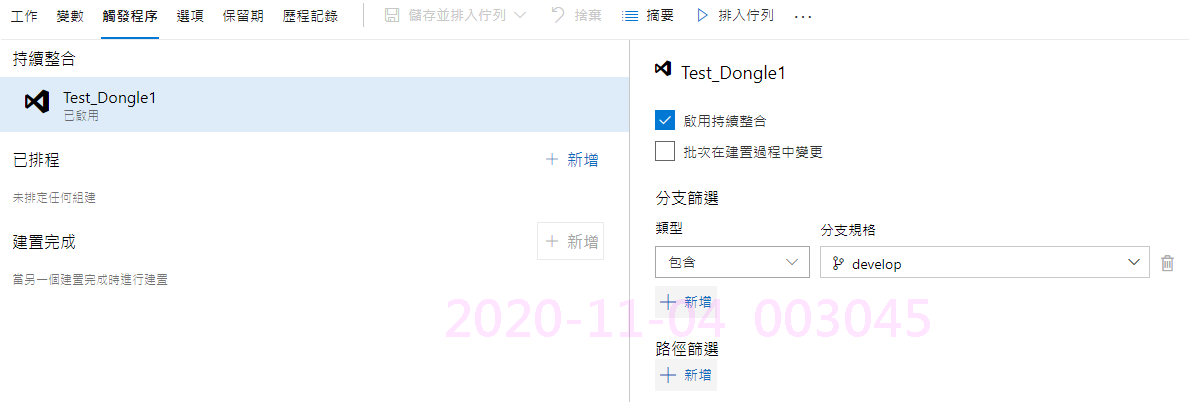 工作 變數 觸發程序 選項 保留期 歷程記錄 儲存並排入佇列 捨棄 摘要 排入佇列 ...
持續整合
Test_Dongle1
已啟用
已排程 + 新增
未排定任何組建
建置完成 + 新增
當另一個建置完成時進行建置
Test_Dongle1
啟用持續整合
批次在建置過程中變更
分支篩選
類型 分支規格
包含 develop
+ 新增
路徑篩選
+ 新增
2020-11-04 003045